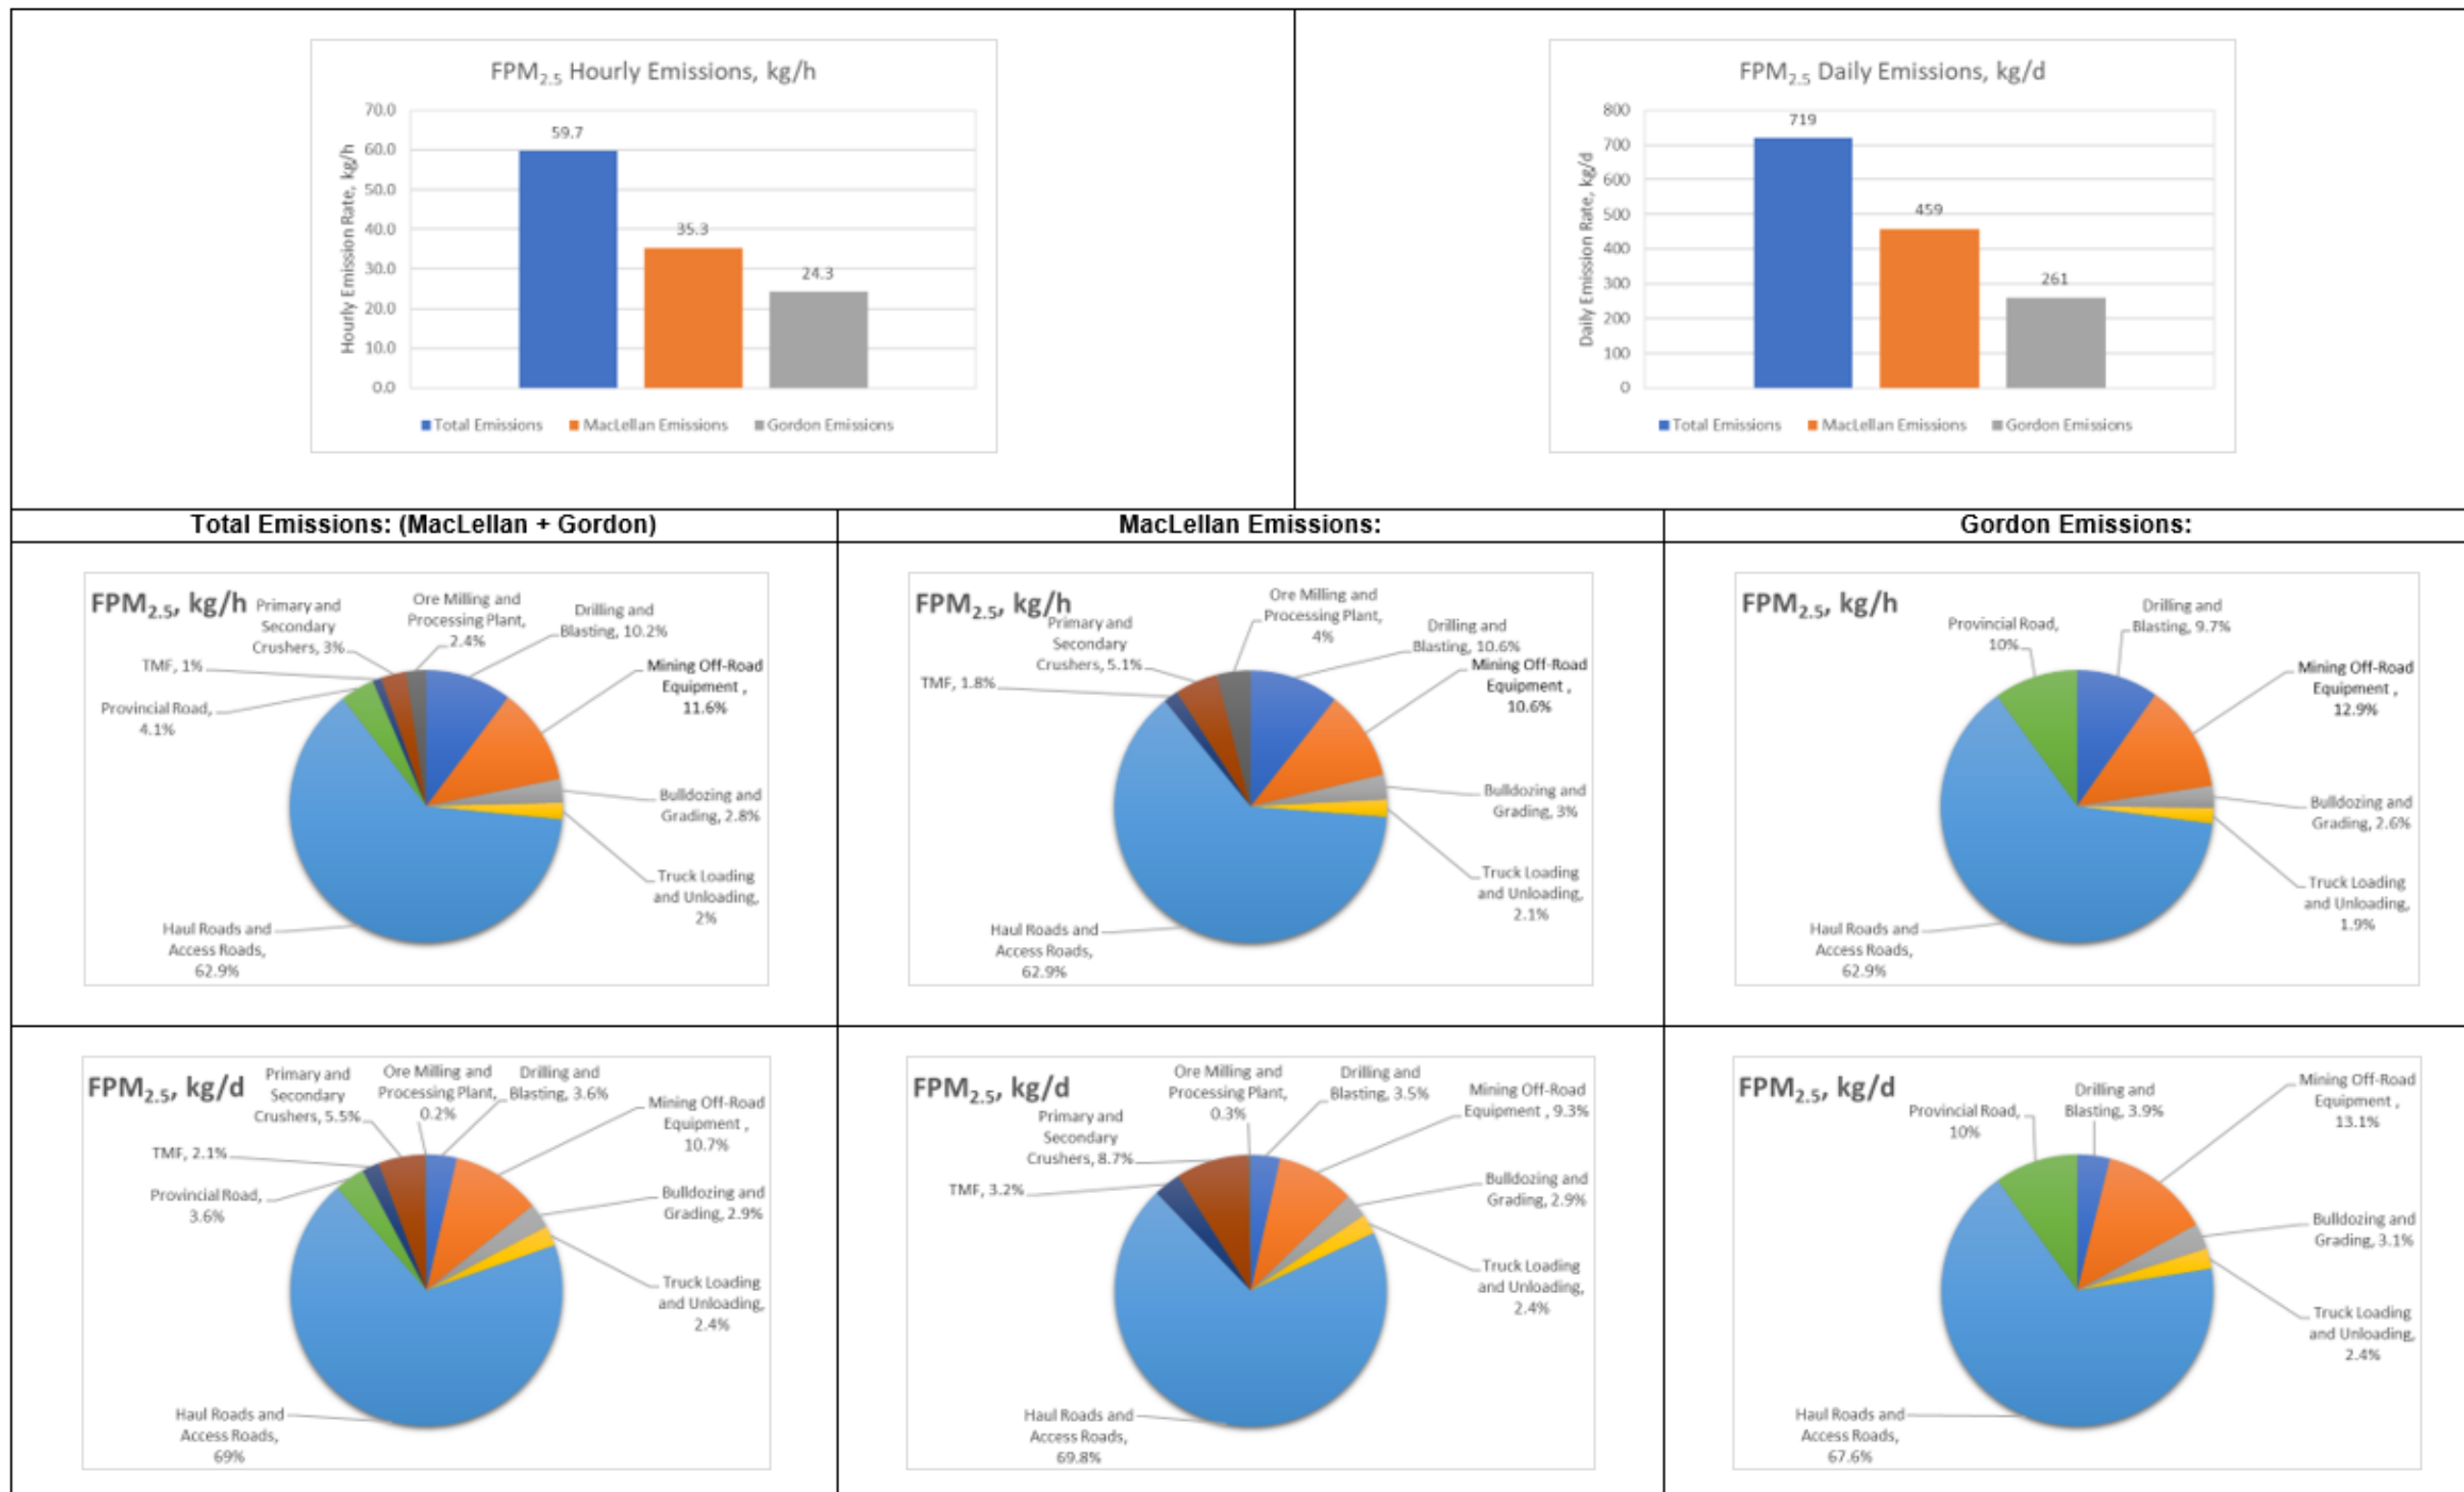 FPM2.5 Hourly Emissions, kg/h
Hourly Emission Rate, kg/h
70.0
60.0
50.0
40.0
30.0
20.0
10.0
0.0
59.7
35.3
24.3
Total Emissions MacLellan Emissions Gordon Emissions
FPM2.5 Daily Emissions, kg/d
Daily Emission Rate, kg/d
800
700
600
500
400
300
200
100
0
719
459
261
Total Emissions MacLellan Emissions Gordon Emissions
Total Emissions: (MacLellan + Gordon)
MacLellan Emissions:
Gordon Emissions:
FPM2.5, kg/h
Primary and
Secondary
Crushers, 3%
Ore Milling and
Processing Plant,
2.4%
Drilling and
Blasting, 10.2%
Mining Off-Road
Equipment ,
11.6%
Bulldozing and
Grading, 2.8%
Truck Loading
and Unloading,
2%
Haul Roads and
Access Roads,
62.9%
Provincial Road,
4.1%
TMF, 1%
FPM2.5, kg/h
Primary and
Secondary
Crushers, 5.1%
Ore Milling and
Processing Plant,
4%
Drilling and
Blasting, 10.6%
Mining Off-Road
Equipment ,
10.6%
Bulldozing and
Grading, 3%
Truck Loading
and Unloading,
2.1%
Haul Roads and
Access Roads,
62.9%
TMF, 1.8%
FPM2.5, kg/h
Provincial Road,
10%
Drilling and
Blasting, 9.7%
Mining Off-Road
Equipment ,
12.9%
Bulldozing and
Grading, 2.6%
Truck Loading
and Unloading,
1.9%
Haul Roads and
Access Roads,
62.9%
FPM2.5, kg/d
Primary and
Secondary
Crushers, 5.5%
Ore Milling and
Processing Plant,
0.2%
Drilling and
Blasting, 3.6%
Mining Off-Road
Equipment ,
10.7%
Bulldozing and
Grading, 2.9%
Truck Loading
and Unloading,
2.4%
Haul Roads and
Access Roads,
69%
Provincial Road,
3.6%
TMF, 2.1%
FPM2.5, kg/d
Primary and
Secondary
Crushers, 8.7%
Ore Milling and
Processing Plant,
0.3%
Drilling and
Blasting, 3.5%
Mining Off-Road
Equipment , 9.3%
Bulldozing and
Grading, 2.9%
Truck Loading
and Unloading,
2.4%
Haul Roads and
Access Roads,
69.8%
TMF, 3.2%
FPM2.5, kg/d
Provincial Road,
10%
Drilling and
Blasting, 3.9%
Mining Off-Road
Equipment ,
13.1%
Bulldozing and
Grading, 3.1%
Truck Loading
and Unloading,
2.4%
Haul Roads and
Access Roads,
67.6%